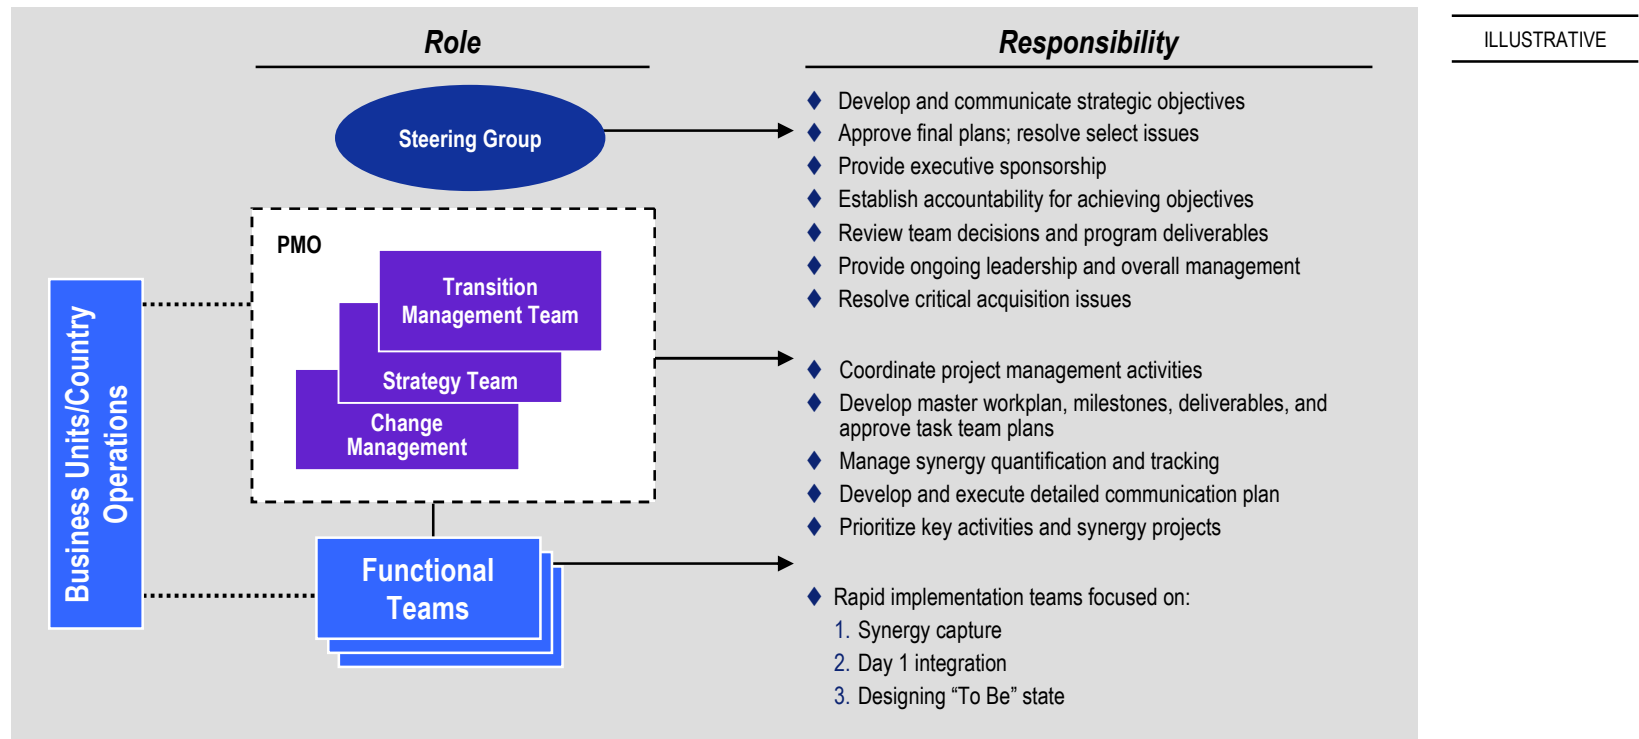 Role
Responsibility
ILLUSTRATIVE
Steering Group
Develop and communicate strategic objectives
Approve final plans; resolve select issues
Provide executive sponsorship
Establish accountability for achieving objectives
Review team decisions and program deliverables
Provide ongoing leadership and overall management
Resolve critical acquisition issues
PMO
Transition
Management Team
Strategy Team
Change
Management
Business Units/Country
Operations
Coordinate project management activities
Develop master workplan, milestones, deliverables, and
approve task team plans
Manage synergy quantification and tracking
Develop and execute detailed communication plan
Prioritize key activities and synergy projects
Functional
Teams
Rapid implementation teams focused on:
1. Synergy capture
2. Day 1 integration
3. Designing “To Be” state